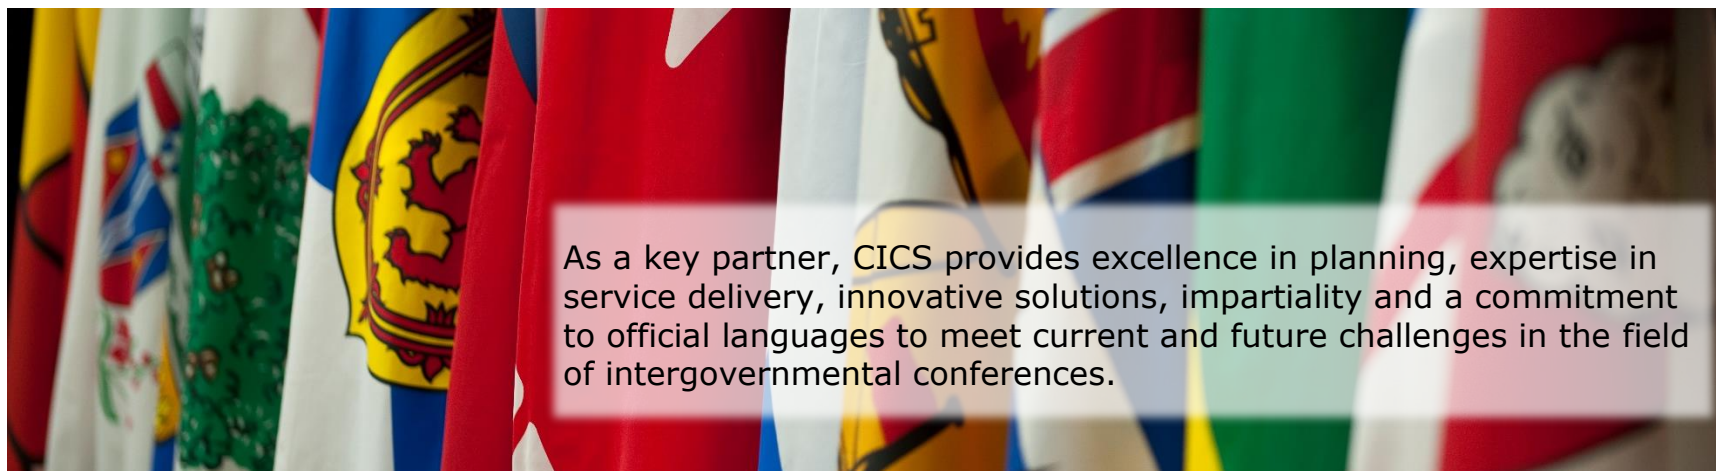 As a key partner, CICS provides excellence in planning, expertise in
service delivery, innovative solutions, impartiality and a commitment
to official languages to meet current and future challenges in the field
of intergovernmental conferences.